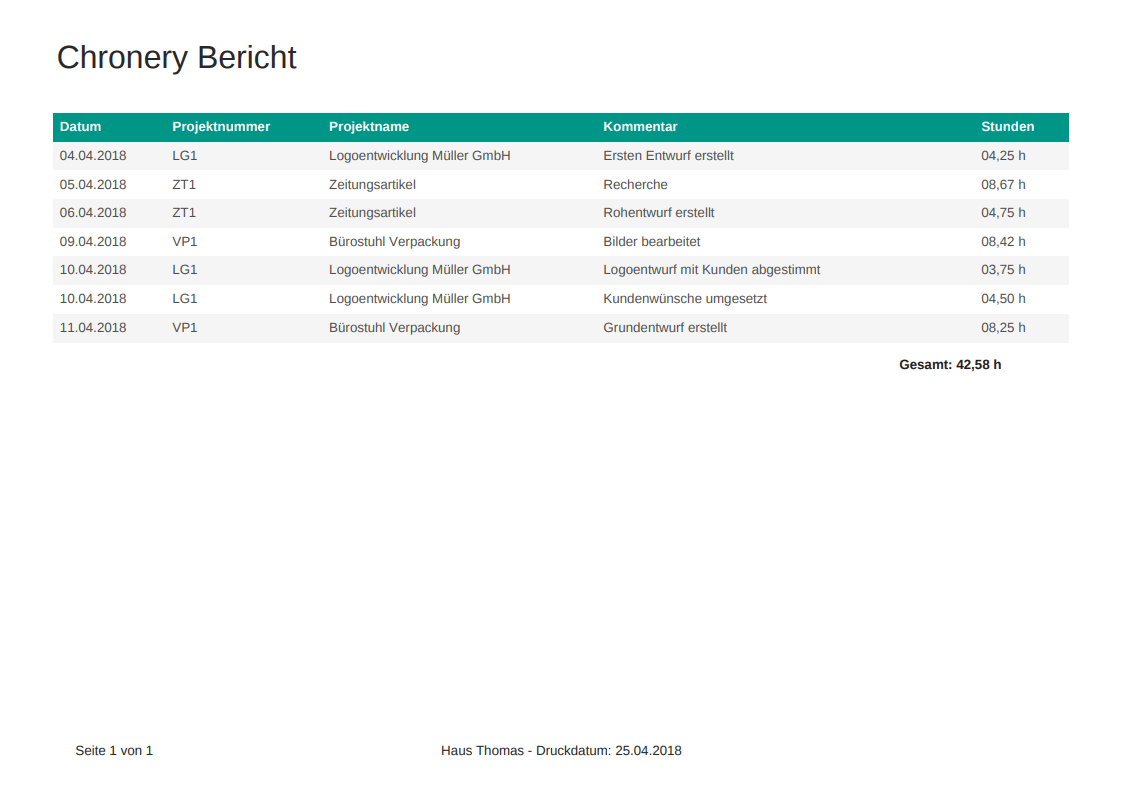 Chronery Bericht
Datum Projektnummer Projektname Kommentar Stunden
04.04.2018 LG1 Logoentwicklung Müller GmbH Ersten Entwurf erstellt 04,25 h
05.04.2018 ZT1 Zeitungsartikel Recherche 08,67 h
06.04.2018 ZT1 Zeitungsartikel Rohentwurf erstellt 04,75 h
09.04.2018 VP1 Bürostuhl Verpackung Bilder bearbeitet 08,42 h
10.04.2018 LG1 Logoentwicklung Müller GmbH Logoentwurf mit Kunden abgestimmt 03,75 h
10.04.2018 LG1 Logoentwicklung Müller GmbH Kundenwünsche umgesetzt 04,50 h
11.04.2018 VP1 Bürostuhl Verpackung Grundentwurf erstellt 08,25 h
Gesamt: 42,58 h
Seite 1 von 1 Haus Thomas - Druckdatum: 25.04.2018